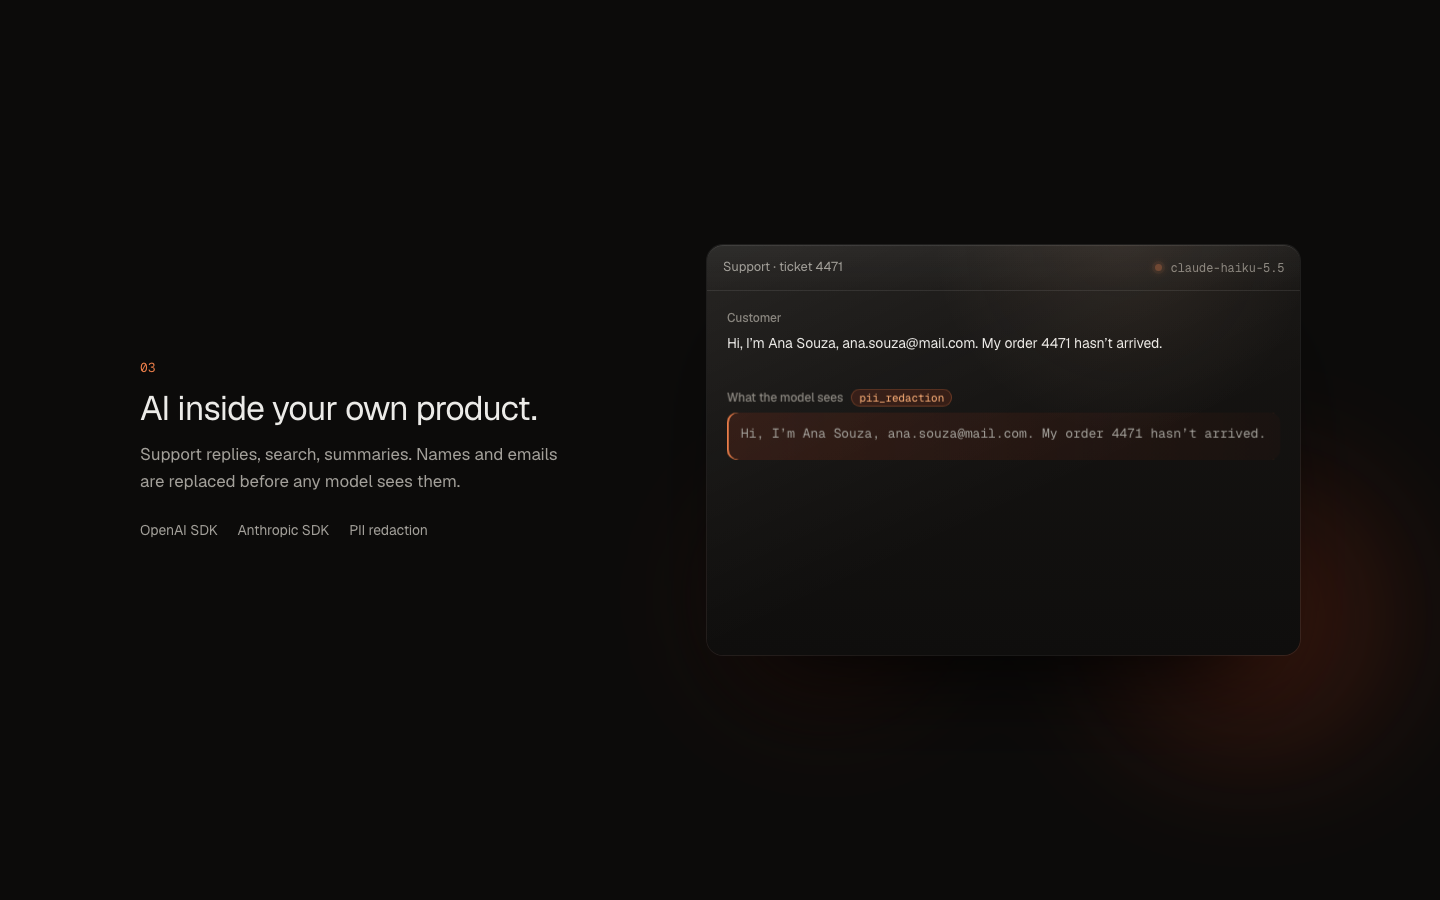 03
AI inside your own product.
Support replies, search, summaries. Names and emails
are replaced before any model sees them.
OpenAI SDK Anthropic SDK PII redaction
Support · ticket 4471 claude-haiku-5.5
Customer
Hi, I’m Ana Souza, ana.souza@mail.com. My order 4471 hasn’t arrived.
What the model sees pii_redaction
Hi, I’m Ana Souza, ana.souza@mail.com. My order 4471 hasn’t arrived.